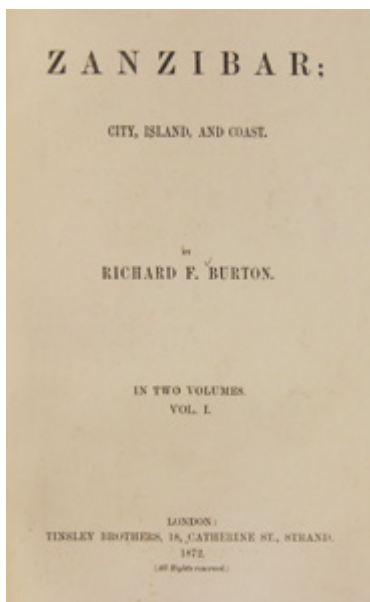 ZANZIBAR;
CITY, ISLAND, AND COAST.
BY
RICHARD F. BURTON.
IN TWO VOLUMES.
VOL. I.
LONDON:
TINSLEY BROTHERS, 18, CATHERINE ST., STRAND.
1872.
(All Rights reserved.)